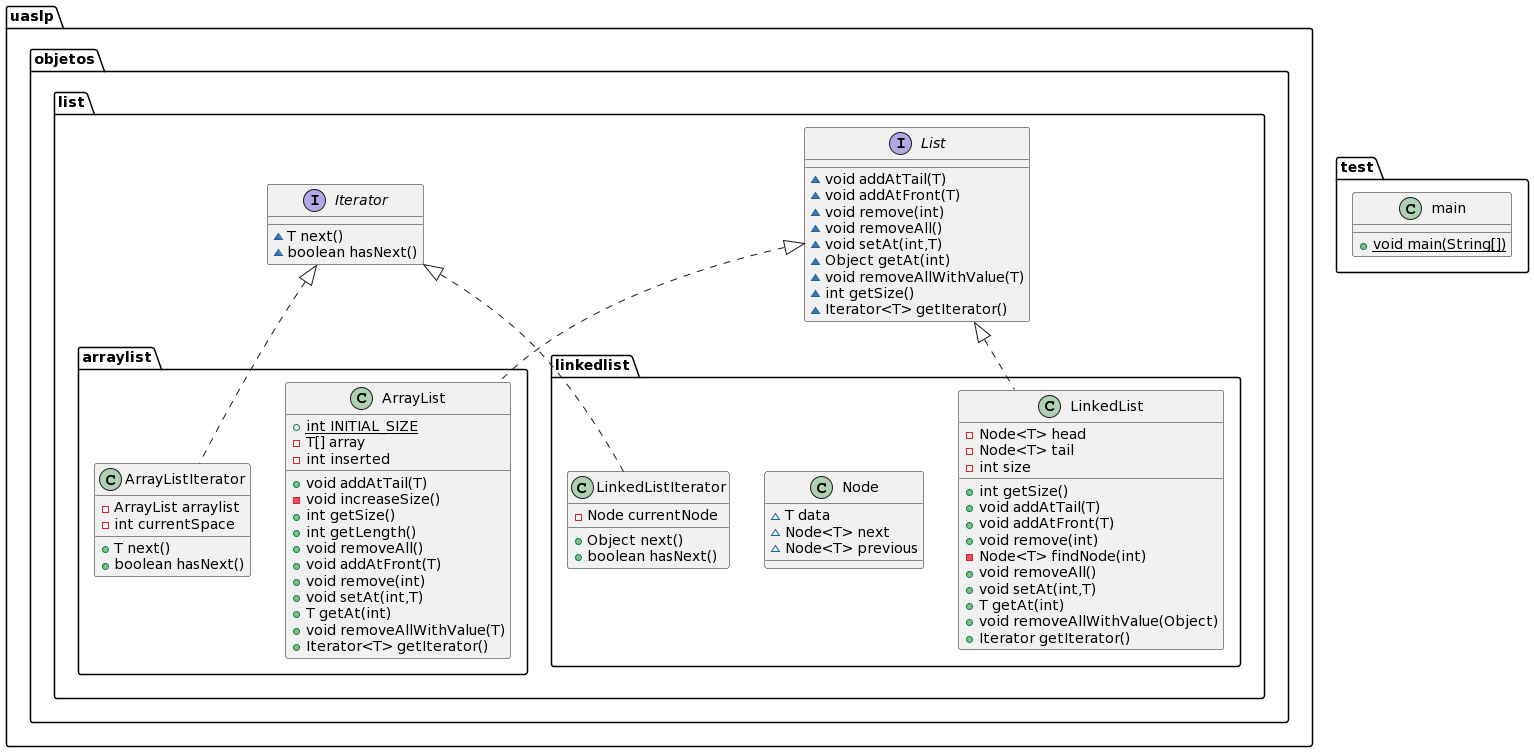 uaslp
objetos
list
test
List
void addAtTail(T)
void addAtFront(T)
void remove(int)
void removeAll()
void setAt(int,T)
Object getAt(int)
void removeAllWithValue(T)
int getSize()
Iterator<T> getIterator()
Iterator
T next()
boolean hasNext()
main
void main(String[])
arraylist
ArrayListIterator
ArrayList arraylist
int currentSpace
T next()
boolean hasNext()
ArrayList
int INITIAL_SIZE
T[] array
int inserted
void addAtTail(T)
void increaseSize()
int getSize()
int getLength()
void removeAll()
void addAtFront(T)
void remove(int)
void setAt(int,T)
T getAt(int)
void removeAllWithValue(T)
Iterator<T> getIterator()
linkedlist
LinkedListIterator
Node currentNode
Object next()
boolean hasNext()
Node
T data
Node<T> next
Node<T> previous
LinkedList
Node<T> head
Node<T> tail
int size
int getSize()
void addAtTail(T)
void addAtFront(T)
void remove(int)
Node<T> findNode(int)
void removeAll()
void setAt(int,T)
T getAt(int)
void removeAllWithValue(Object)
Iterator getIterator()